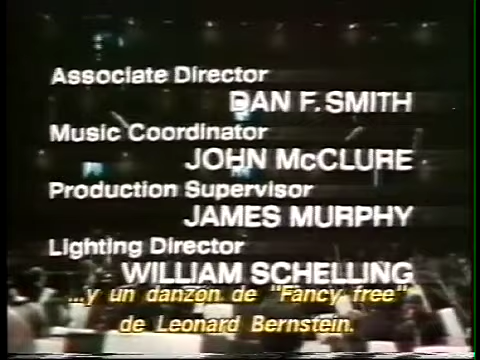 Associate Director
DAN F. SMITH
Music Coordinator
JOHN McCLURE
Production Supervisor
JAMES MURPHY
Lighting Director
WILLIAM SCHELLING
...y un danzón de "Fancy free"
de Leonard Bernstein.